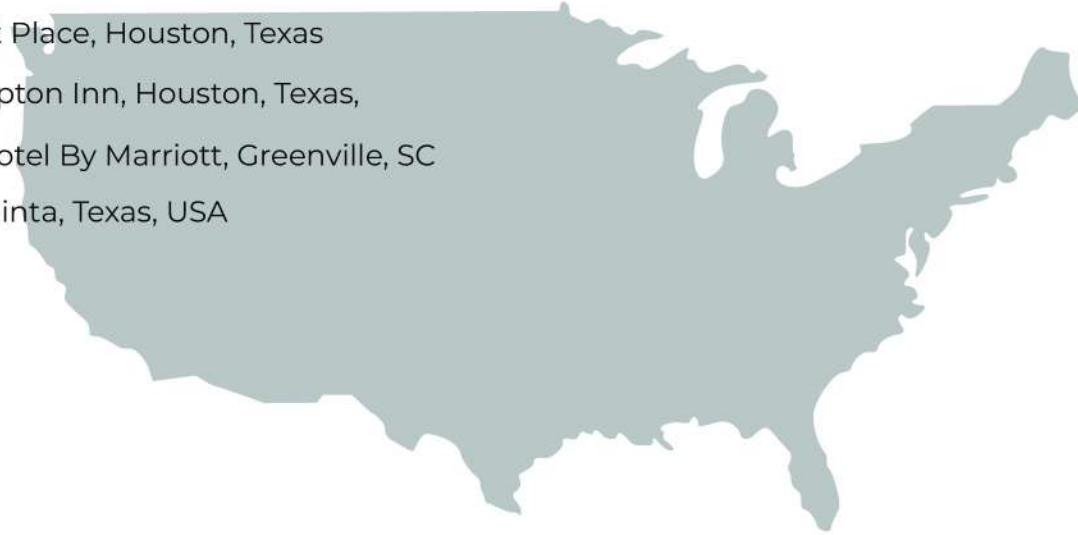 Place, Houston, Texas
pton Inn, Houston, Texas,
otel By Marriott, Greenville, SC
inta, Texas, USA